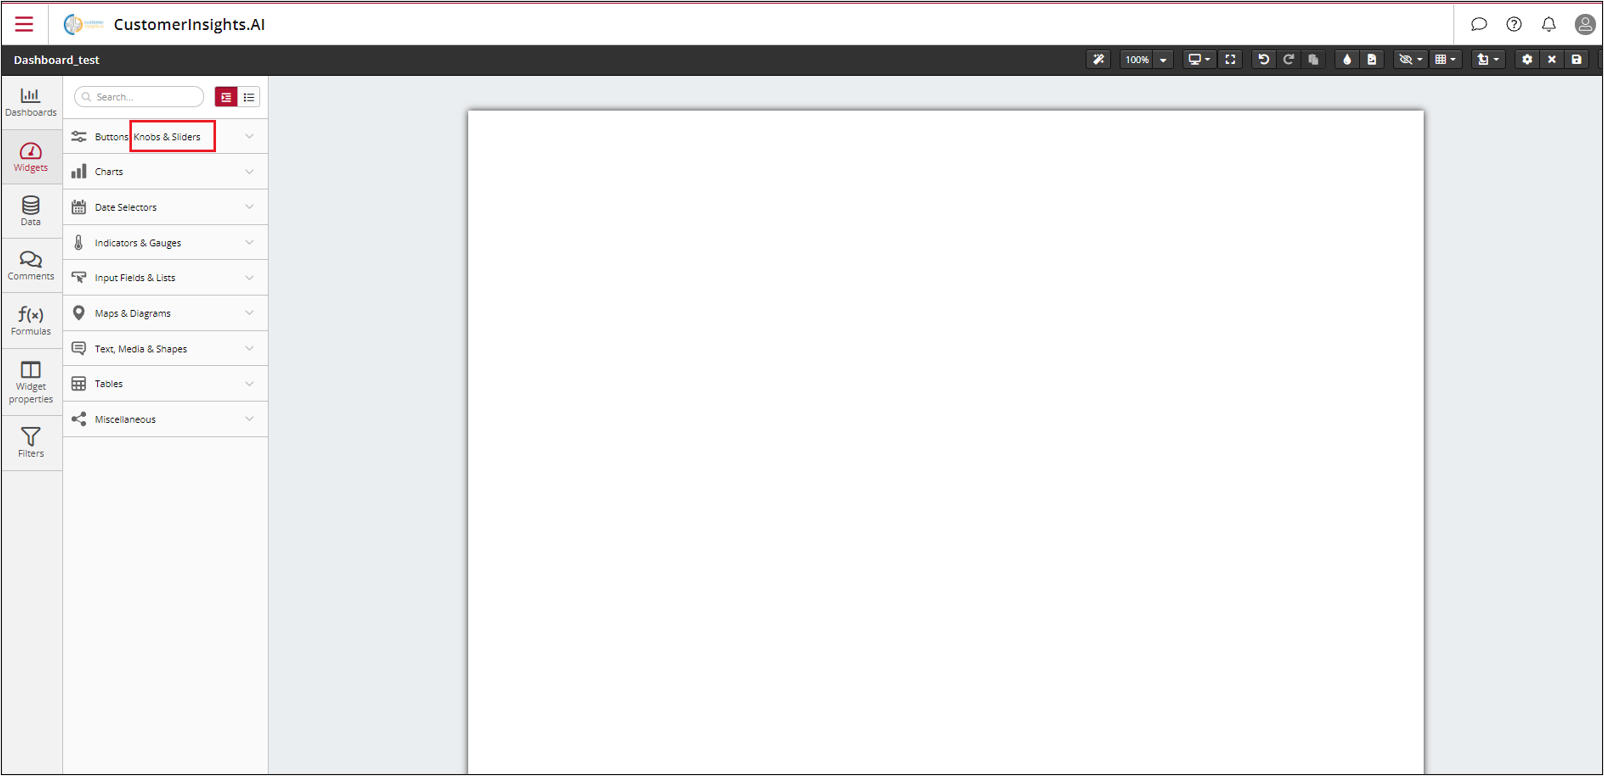 CustomerInsights.AI
Dashboard_test
100%
Dashboards
Search...
Widgets
Buttons Knobs & Sliders
Charts
Data
Date Selectors
Indicators & Gauges
Comments
Input Fields & Lists
Formulas
Maps & Diagrams
Text, Media & Shapes
Widget
properties
Tables
Miscellaneous
Filters